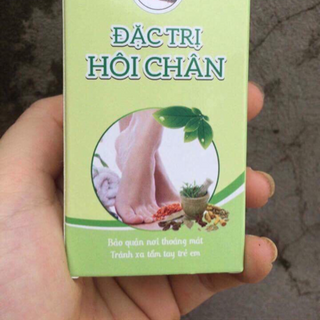 ĐẶC TRỊ
HÔI CHÂN
Bảo quản nơi thoáng mát
Tránh xa tầm tay trẻ em